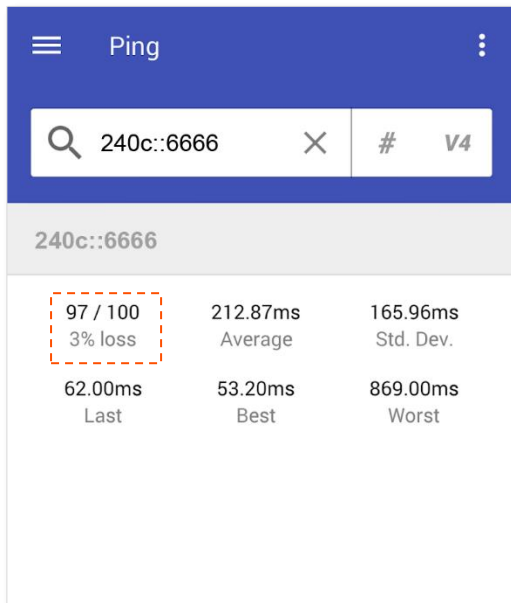 Ping
240c::6666 # V4
240c::6666
97 / 100 212.87ms 165.96ms
3% loss Average Std. Dev.
62.00ms 53.20ms 869.00ms
Last Best Worst